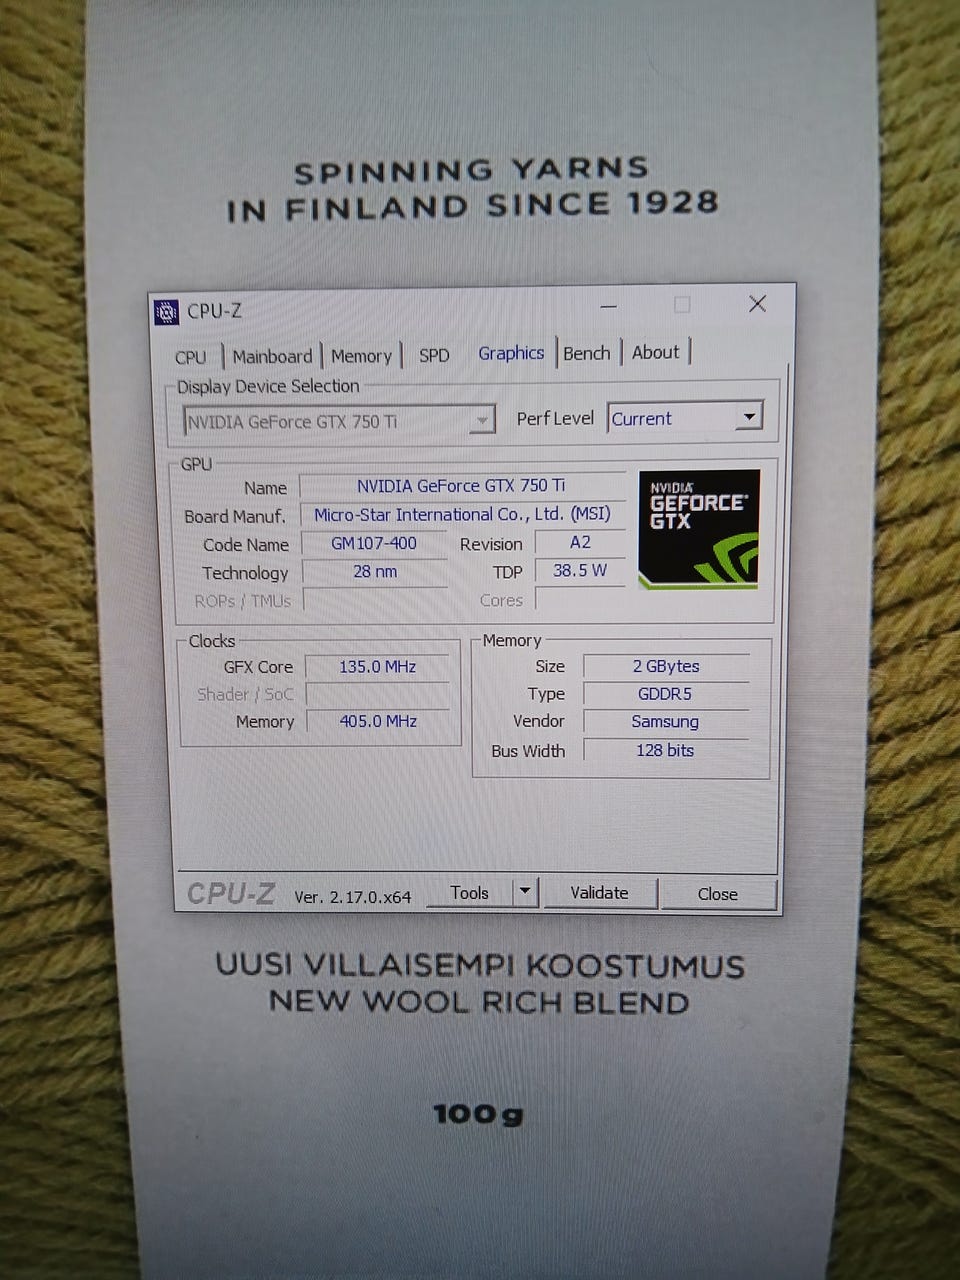 SPINNING YARNS
IN FINLAND SINCE 1928
CPU-Z
CPU Mainboard Memory SPD Graphics Bench About
Display Device Selection
NVIDIA GeForce GTX 750 Ti Perf Level Current
GPU
Name NVIDIA GeForce GTX 750 Ti
Board Manuf. Micro-Star International Co., Ltd. (MSI)
Code Name GM107-400 Revision A2
Technology 28 nm TDP 38.5 W
ROPs / TMUs Cores
NVIDIA
GEFORCE
GTX
Clocks
GFX Core 135.0 MHz
Shader / SoC
Memory 405.0 MHz
Memory
Size 2 GBytes
Type GDDR5
Vendor Samsung
Bus Width 128 bits
CPU-Z Ver. 2.17.0.x64 Tools Validate Close
UUSI VILLAISEMPI KOOSTUMUS
NEW WOOL RICH BLEND
100 g